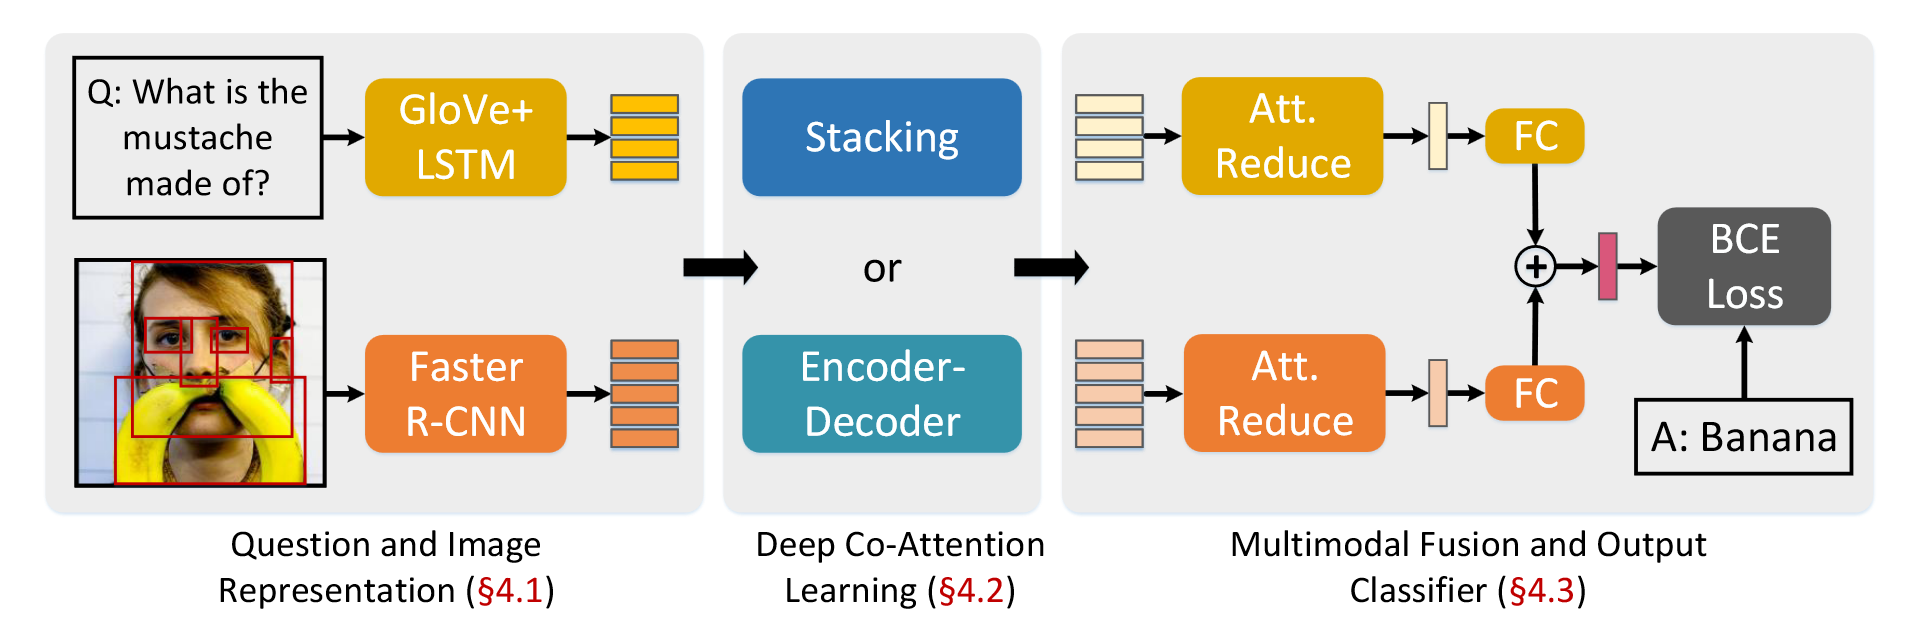 Q: What is the
mustache
made of?
GloVe+
LSTM
Faster
R-CNN
Question and Image
Representation (§4.1)
Stacking
or
Encoder-
Decoder
Deep Co-Attention
Learning (§4.2)
Att.
Reduce
FC
Att.
Reduce
FC
BCE
Loss
A: Banana
Multimodal Fusion and Output
Classifier (§4.3)